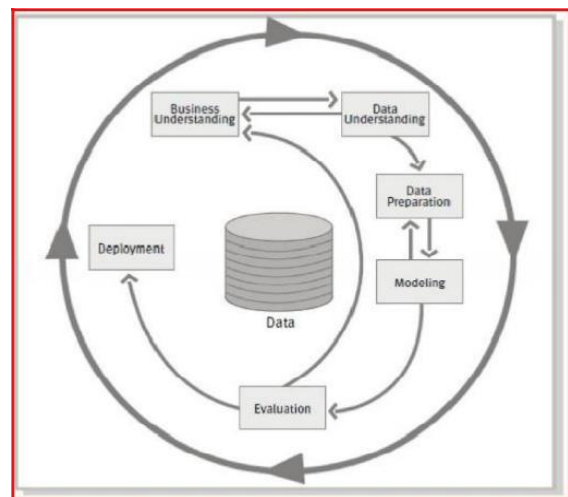 Business
Understanding
Data
Understanding
Data
Preparation
Deployment
Modeling
Data
Evaluation